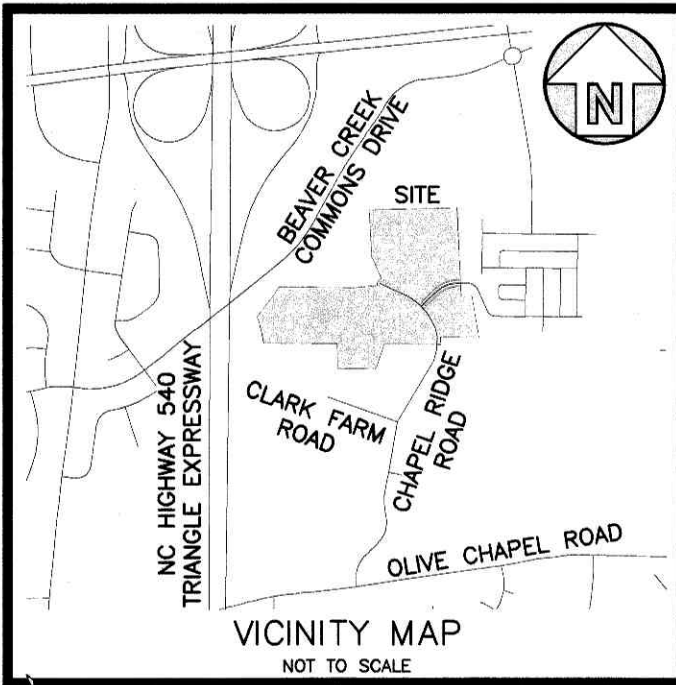 N
BEAVER CREEK
COMMONS DRIVE
SITE
NC HIGHWAY 540
TRIANGLE EXPRESSWAY
CLARK FARM
ROAD
CHAPEL RIDGE
ROAD
OLIVE CHAPEL ROAD
VICINITY MAP
NOT TO SCALE